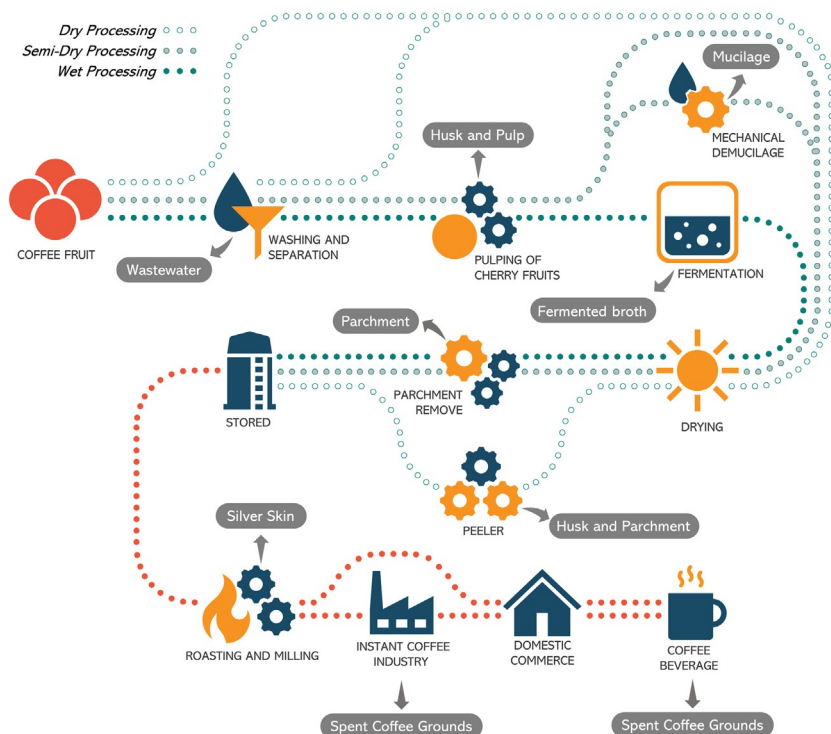 Dry Processing
Semi-Dry Processing
Wet Processing
Mucilage
MECHANICAL
DEMUCILAGE
Husk and Pulp
COFFEE FRUIT
WASHING AND
SEPARATION
Wastewater
PULPING OF
CHERRY FRUITS
FERMENTATION
Fermented broth
Parchment
STORED
PARCHMENT
REMOVE
DRYING
PEELER
Husk and Parchment
Silver Skin
ROASTING AND MILLING
INSTANT COFFEE
INDUSTRY
DOMESTIC
COMMERCE
COFFEE
BEVERAGE
Spent Coffee Grounds
Spent Coffee Grounds